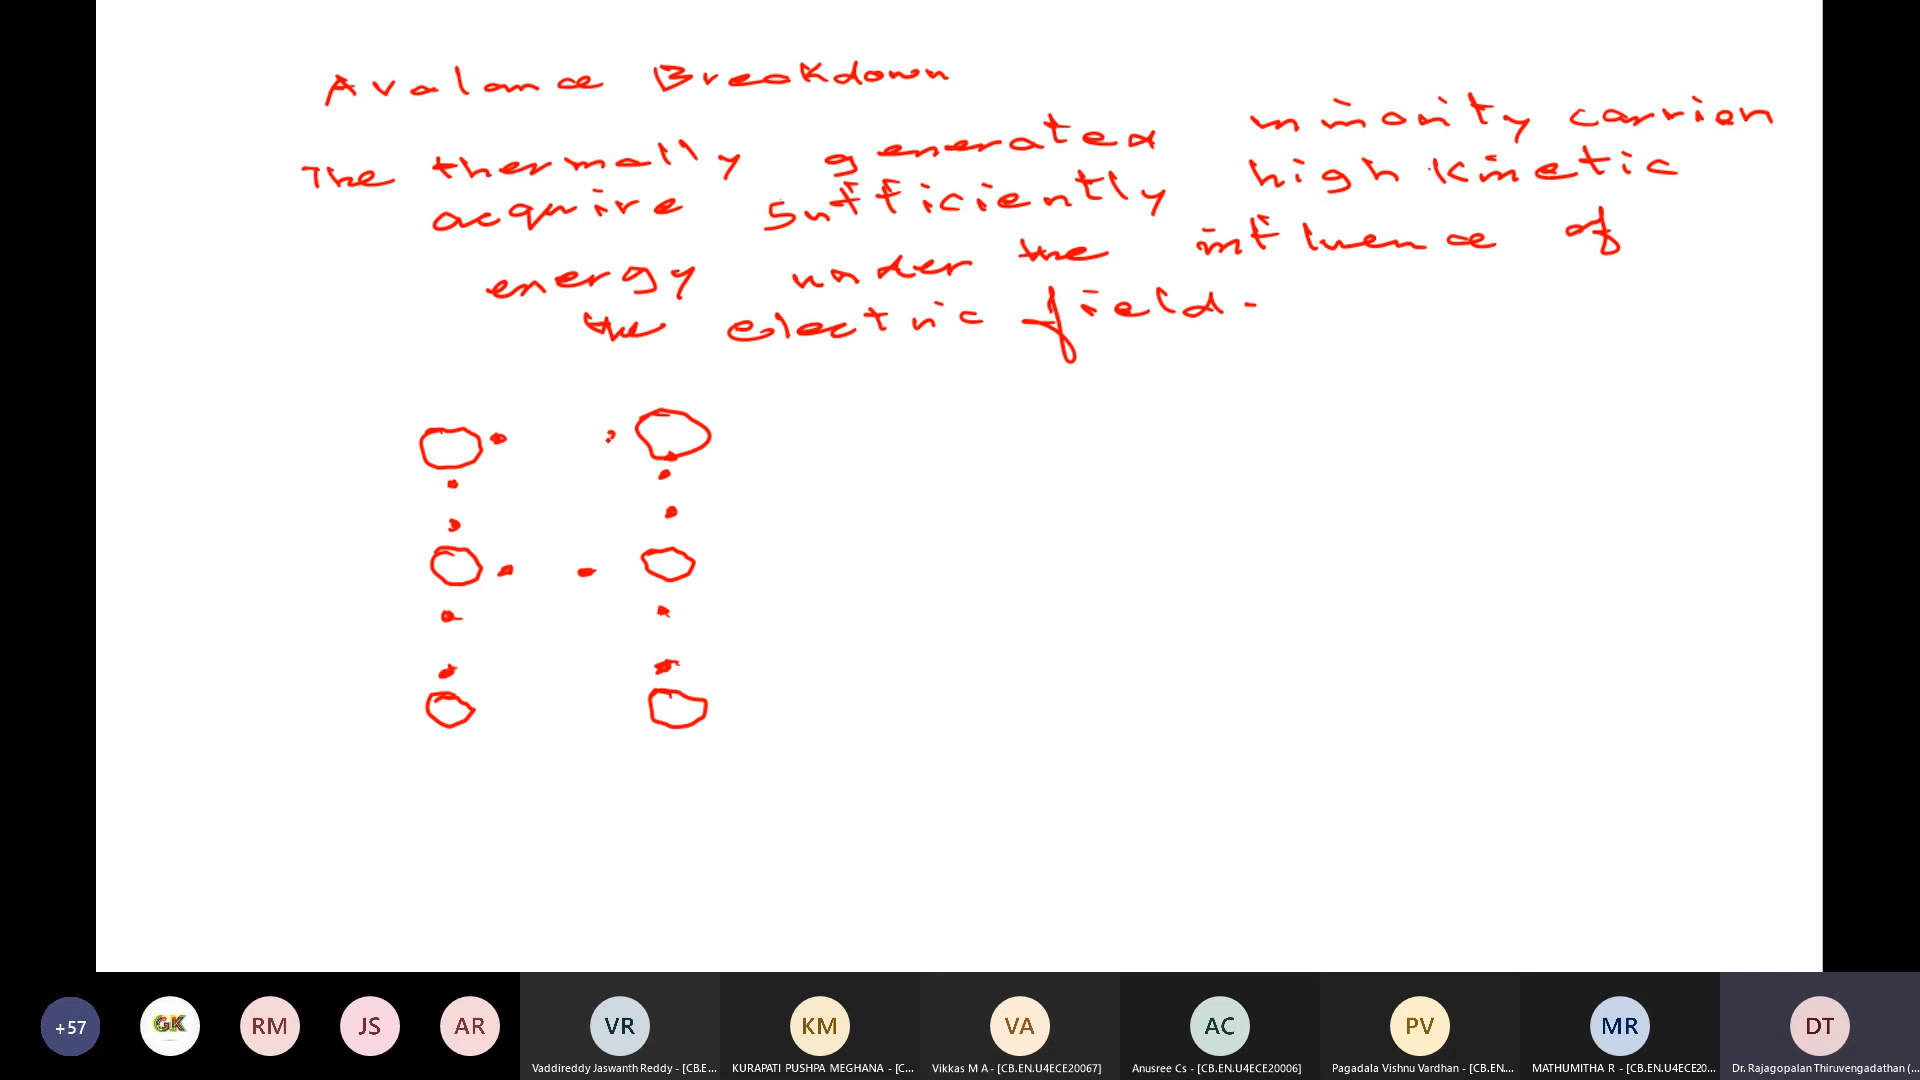 Avalance Breakdown
The thermally generated minority carrier
acquire sufficiently high kinetic
energy under the influence of
the electric field.
+57
GK
RM
JS
AR
VR
KM
VA
AC
PV
MR
DT
Vaddireddy Jaswanth Reddy - [CB.E...
KURAPATI PUSHPA MEGHANA - [C...
Vikkas M A - [CB.EN.U4ECE20067]
Anusree Cs - [CB.EN.U4ECE20006]
Pagadala Vishnu Vardhan - [CB.EN....
MATHUMITHA R - [CB.EN.U4ECE20...
Dr. Rajagopalan Thiruvengadathan (...